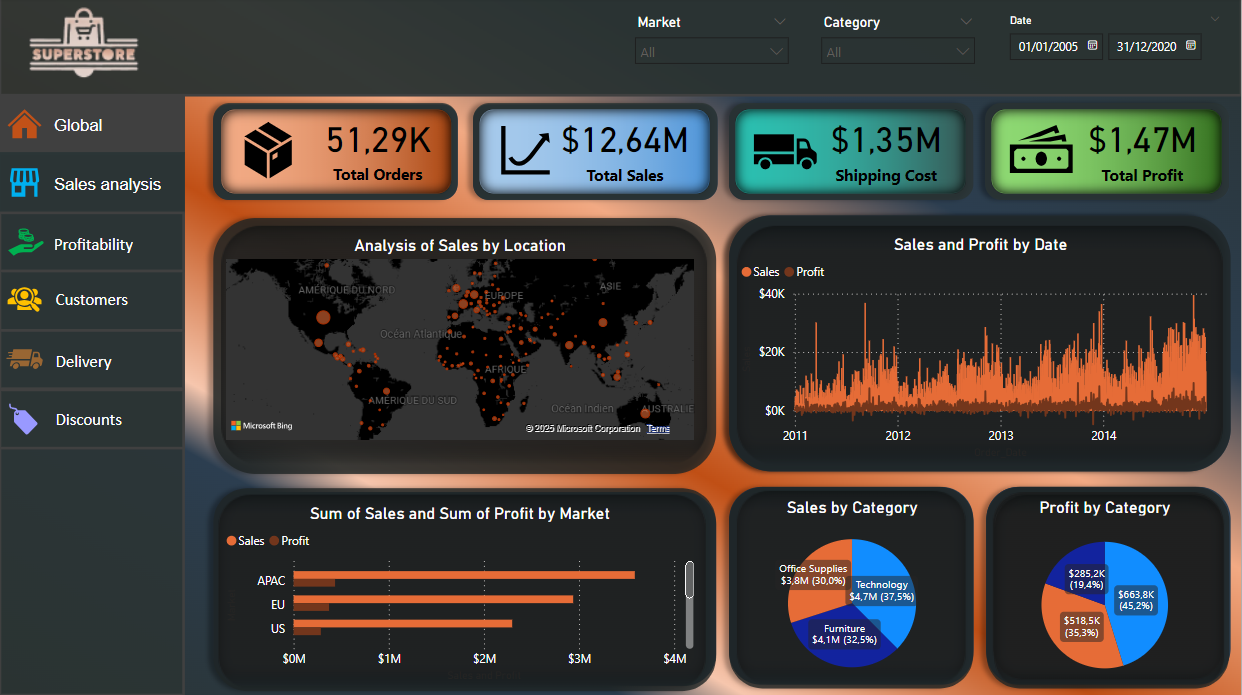 SUPERSTORE
Market
All
Category
All
Date
01/01/2005
31/12/2020
Global
Sales analysis
Profitability
Customers
Delivery
Discounts
51,29K
Total Orders
$12,64M
Total Sales
$1,35M
Shipping Cost
$1,47M
Total Profit
Analysis of Sales by Location
AMÉRIQUE DU NORD
EUROPE
ASIE
Océan Atlantique
AFRIQUE
AMÉRIQUE DU SUD
Océan Indien
AUSTRALIE
Microsoft Bing
© 2025 Microsoft Corporation Terms
Sales and Profit by Date
Sales Profit
$40K
$20K
$0K
2011 2012 2013 2014
Sum of Sales and Sum of Profit by Market
Sales Profit
APAC
EU
US
$0M $1M $2M $3M $4M
Sales by Category
Office Supplies
$3,8M (30,0%)
Technology
$4,7M (37,5%)
Furniture
$4,1M (32,5%)
Profit by Category
$285,2K
(19,4%)
$663,8K
(45,2%)
$518,5K
(35,3%)